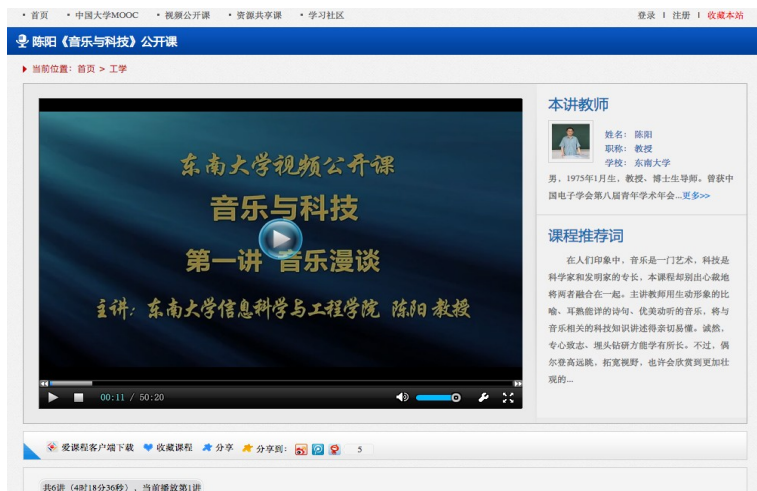 • 首页 • 中国大学MOOC • 视频公开课 • 资源共享课 • 学习社区 登录 | 注册 | 收藏本站
陈阳《音乐与科技》公开课
当前位置: 首页 > 工学
东南大学视频公开课
音乐与科技
第一讲 音乐漫谈
主讲: 东南大学信息科学与工程学院 陈阳 教授
00:11 / 50:20
本讲教师
姓名: 陈阳
职称: 教授
学校: 东南大学
男, 1975年1月生, 教授、博士生导师。曾获中
国电子学会第八届青年学术年会...更多>>
课程推荐词
在人们印象中, 音乐是一门艺术, 科技是
科学家和发明家的专长, 本课程却别出心裁地
将两者融合在一起。主讲教师用生动形象的比
喻、耳熟能详的诗句、优美动听的音乐, 将与
音乐相关的科技知识讲述得亲切易懂。诚然,
专心致志、埋头钻研方能学有所长。不过, 偶
尔登高远眺, 拓宽视野, 也许会欣赏到更加壮
观的...
爱课程客户端下载 收藏课程 分享 分享到: 5
共6讲 (4时18分36秒) , 当前播放第1讲